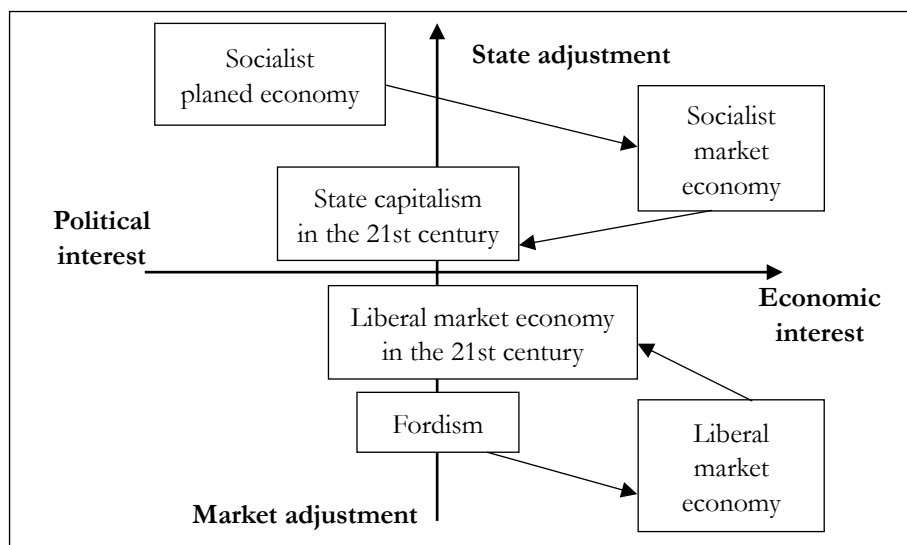 Socialist
planed economy
State adjustment
Socialist
market
economy
State capitalism
in the 21st century
Political
interest
Economic
interest
Liberal market economy
in the 21st century
Fordism
Liberal
market
economy
Market adjustment